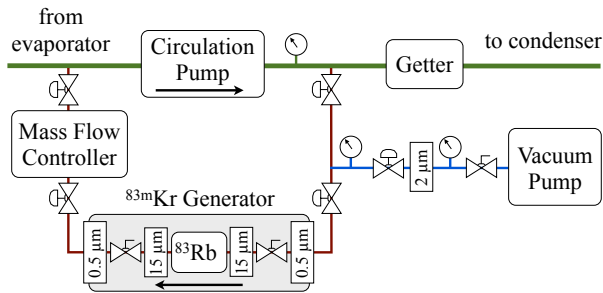 from
evaporator
Circulation
Pump
Getter
to condenser
Mass Flow
Controller
2 μm
Vacuum
Pump
⁸³ᵐKr Generator
0.5 μm
15 μm
⁸³Rb
15 μm
0.5 μm